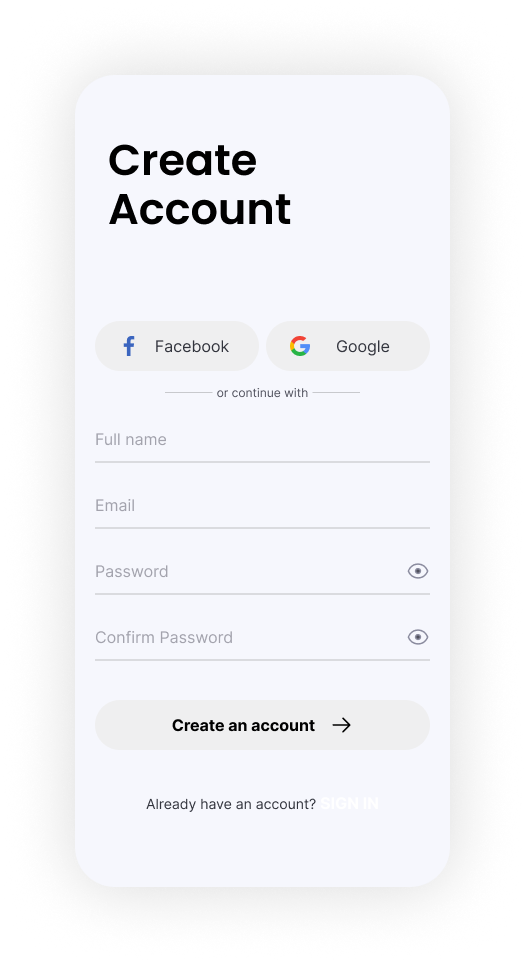 Create
Account
Facebook Google
or continue with
Full name
Email
Password
Confirm Password
Create an account
Already have an account? SIGN IN